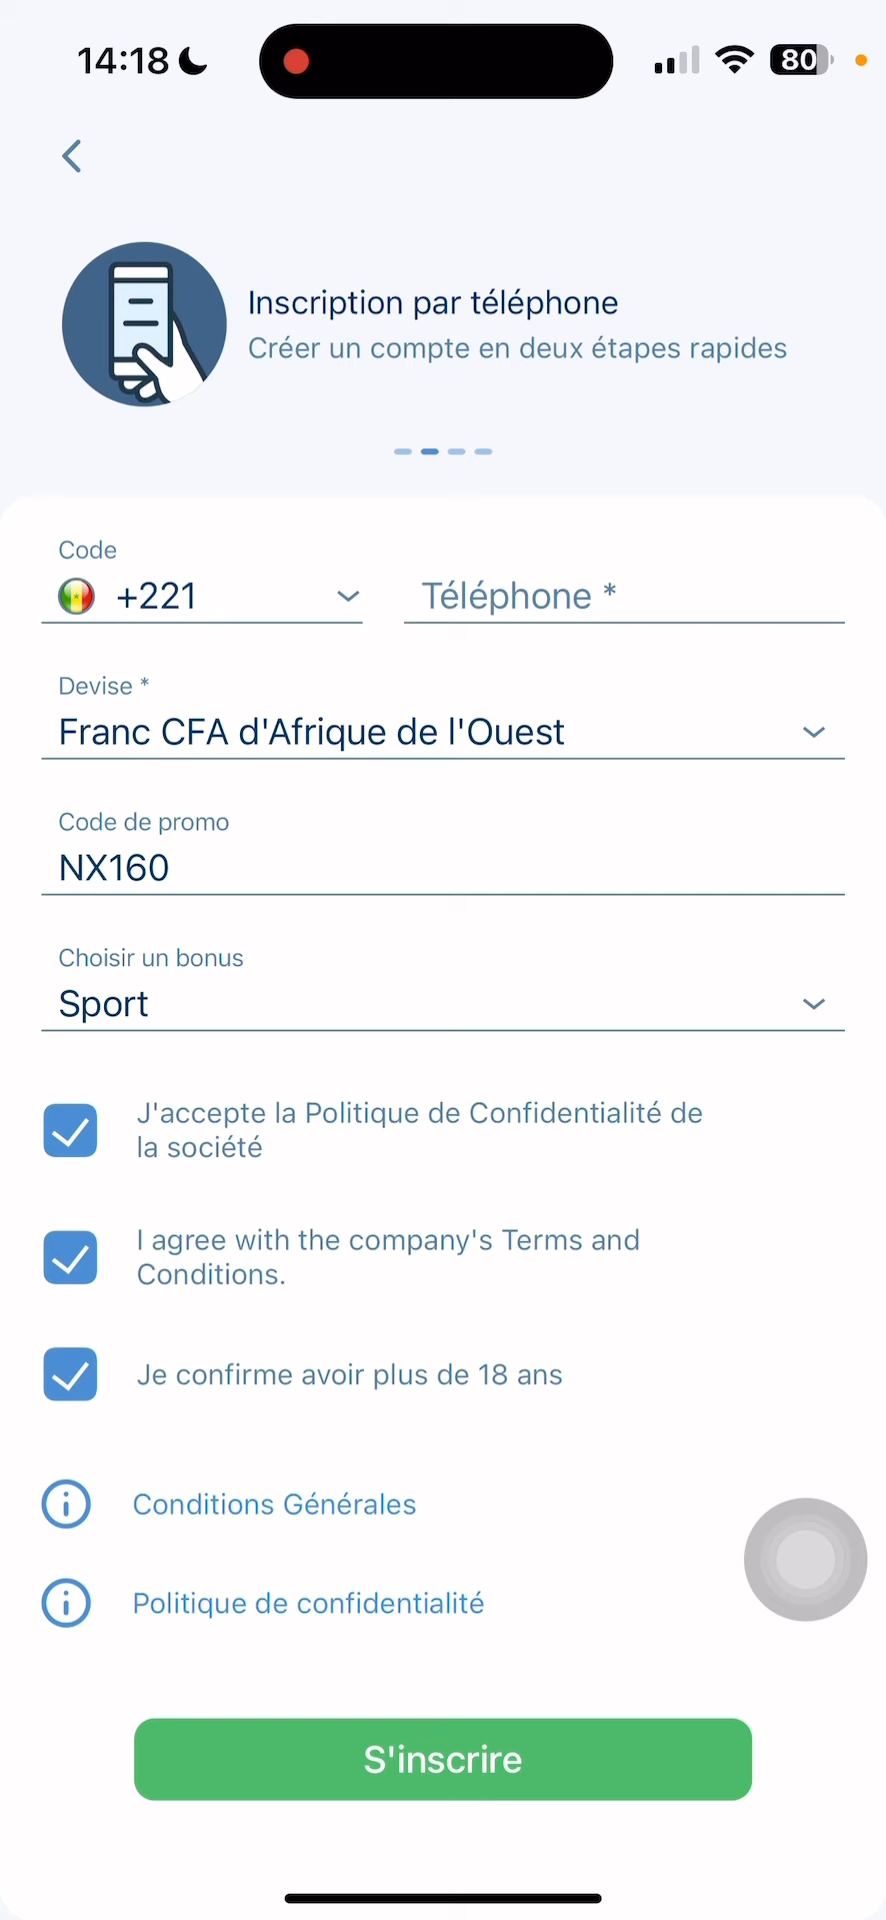 14:18
80
Inscription par téléphone
Créer un compte en deux étapes rapides
Code
+221
Téléphone *
Devise *
Franc CFA d'Afrique de l'Ouest
Code de promo
NX160
Choisir un bonus
Sport
J'accepte la Politique de Confidentialité de
la société
I agree with the company's Terms and
Conditions.
Je confirme avoir plus de 18 ans
Conditions Générales
Politique de confidentialité
S'inscrire